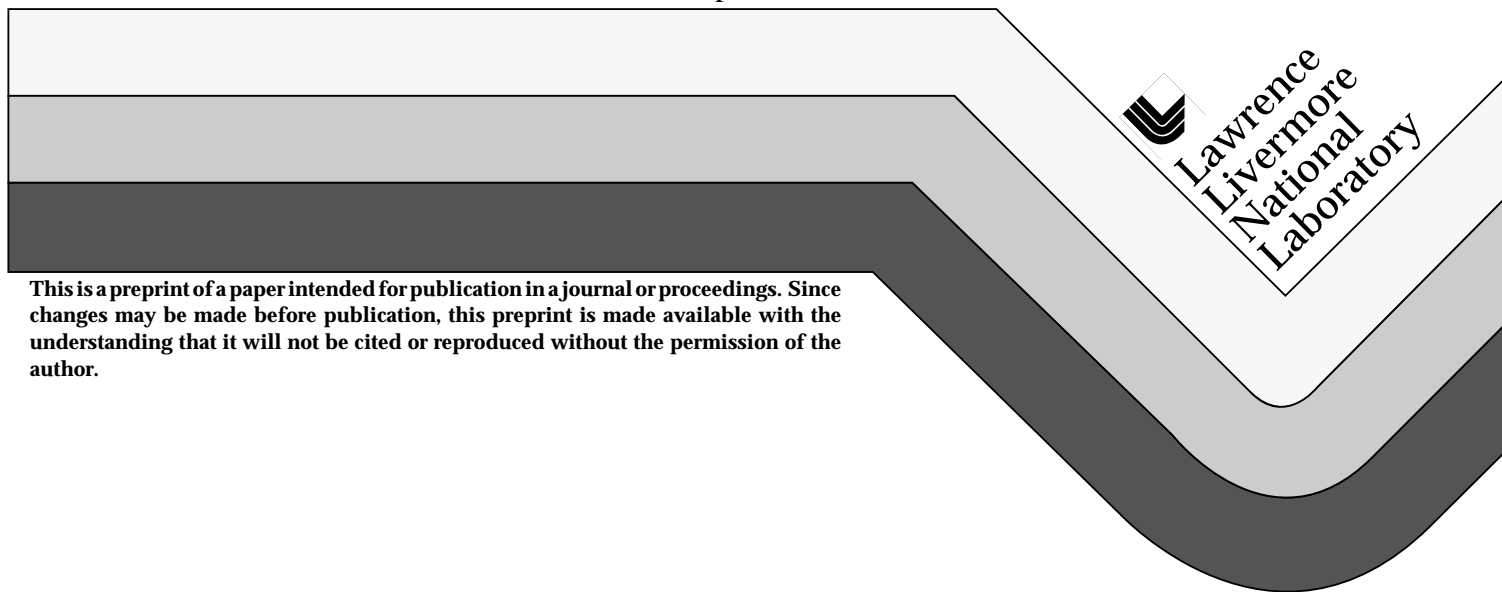 Lawrence
Livermore
National
Laboratory
This is a preprint of a paper intended for publication in a journal or proceedings. Since
changes may be made before publication, this preprint is made available with the
understanding that it will not be cited or reproduced without the permission of the
author.